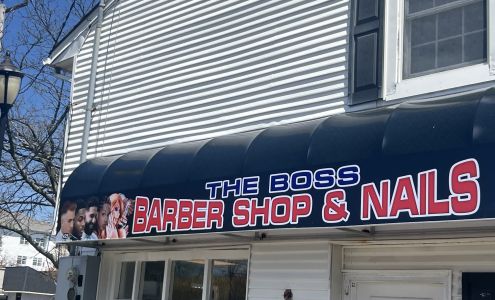 THE BOSS
BARBER SHOP & NAILS